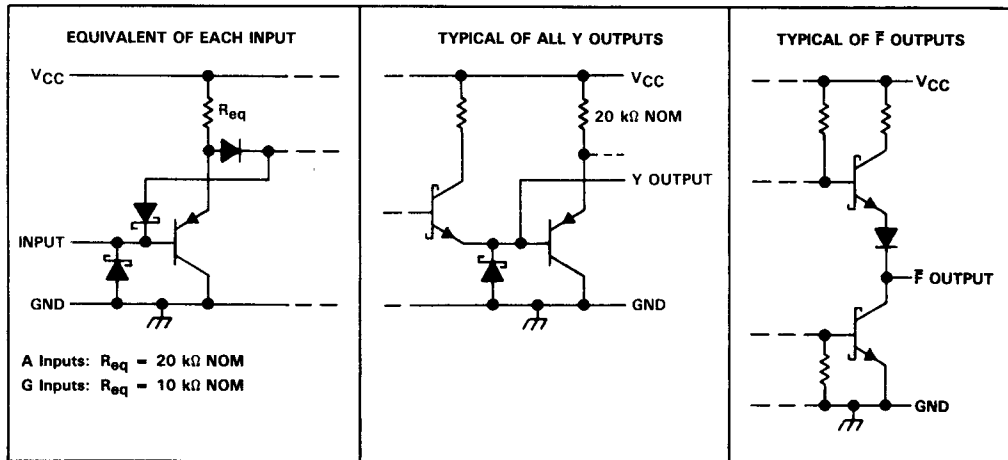 EQUIVALENT OF EACH INPUT
VCC
Req
INPUT
GND
A Inputs: Req = 20 kΩ NOM
G Inputs: Req = 10 kΩ NOM
TYPICAL OF ALL Y OUTPUTS
VCC
20 kΩ NOM
Y OUTPUT
GND
TYPICAL OF F̅ OUTPUTS
VCC
F̅ OUTPUT
GND